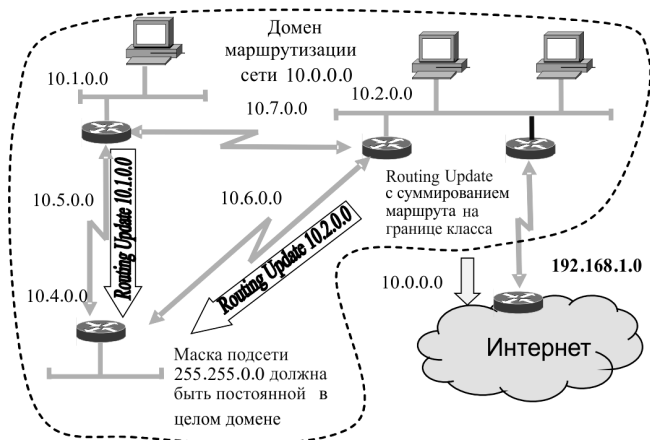 Домен
маршрутизации
сети 10.0.0.0
10.1.0.0
10.7.0.0
10.2.0.0
10.5.0.0
Routing Update 10.1.0.0
10.6.0.0
Routing Update 10.2.0.0
Routing Update
с суммированием
маршрута на
границе класса
10.4.0.0
10.0.0.0
192.168.1.0
Интернет
Маска подсети
255.255.0.0 должна
быть постоянной в
целом домене